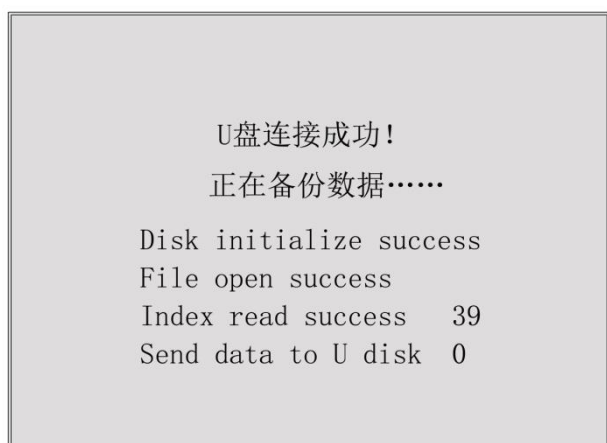 U盘连接成功!
正在备份数据……
Disk initialize success
File open success
Index read success 39
Send data to U disk 0